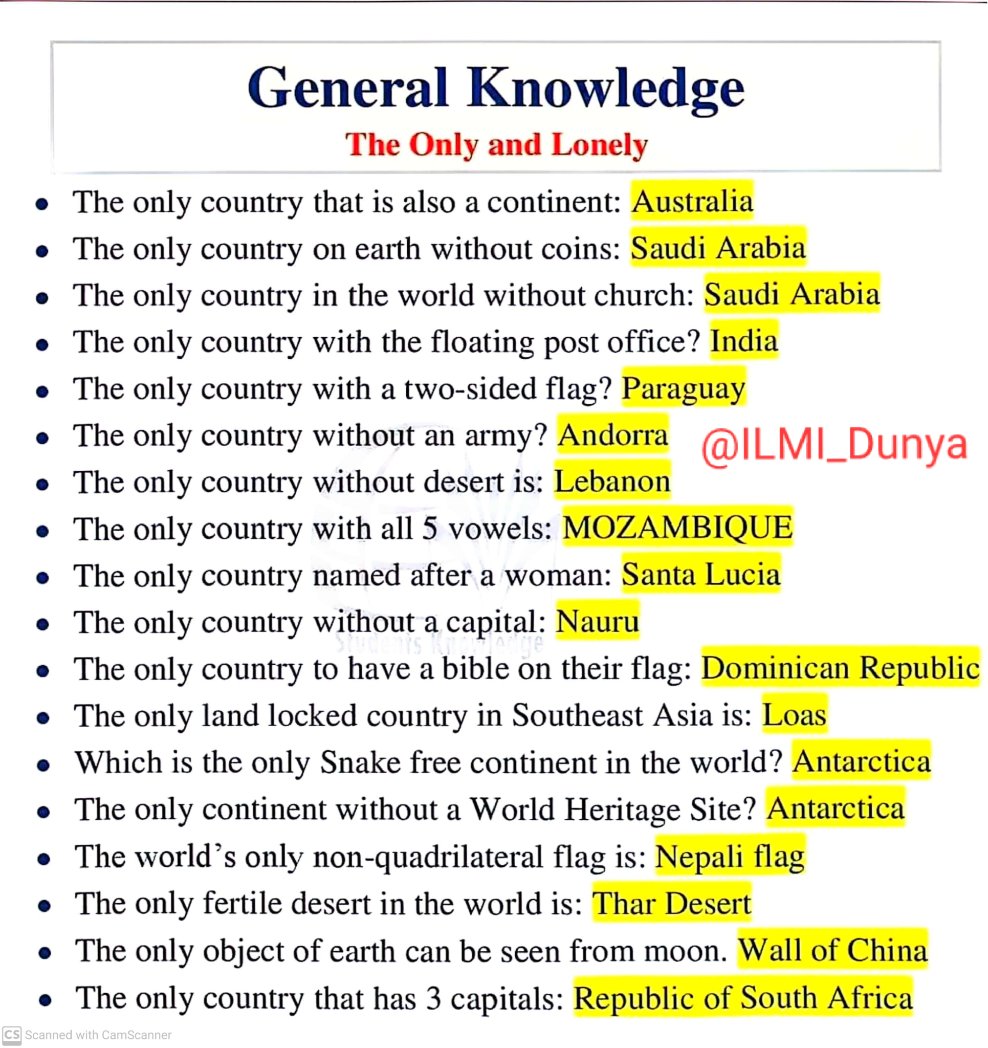 General Knowledge
The Only and Lonely
• The only country that is also a continent: Australia
• The only country on earth without coins: Saudi Arabia
• The only country in the world without church: Saudi Arabia
• The only country with the floating post office? India
• The only country with a two-sided flag? Paraguay
• The only country without an army? Andorra
@ILMI_Dunya
• The only country without desert is: Lebanon
• The only country with all 5 vowels: MOZAMBIQUE
• The only country named after a woman: Santa Lucia
• The only country without a capital: Nauru
Students Knowledge
• The only country to have a bible on their flag: Dominican Republic
• The only land locked country in Southeast Asia is: Loas
• Which is the only Snake free continent in the world? Antarctica
• The only continent without a World Heritage Site? Antarctica
• The world's only non-quadrilateral flag is: Nepali flag
• The only fertile desert in the world is: Thar Desert
• The only object of earth can be seen from moon. Wall of China
• The only country that has 3 capitals: Republic of South Africa
CS Scanned with CamScanner